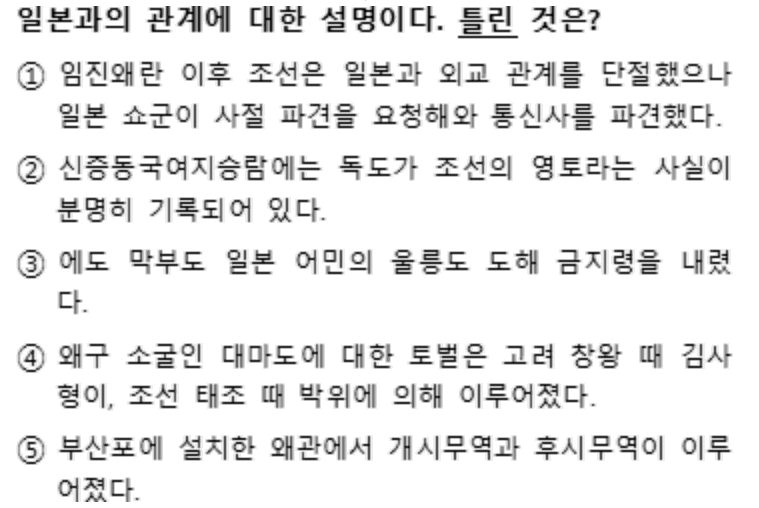 일본과의 관계에 대한 설명이다. 틀린 것은?
① 임진왜란 이후 조선은 일본과 외교 관계를 단절했으나
일본 쇼군이 사절 파견을 요청해와 통신사를 파견했다.
② 신증동국여지승람에는 독도가 조선의 영토라는 사실이
분명히 기록되어 있다.
③ 에도 막부도 일본 어민의 울릉도 도해 금지령을 내렸
다.
④ 왜구 소굴인 대마도에 대한 토벌은 고려 창왕 때 김사
형이, 조선 태조 때 박위에 의해 이루어졌다.
⑤ 부산포에 설치한 왜관에서 개시무역과 후시무역이 이루
어졌다.